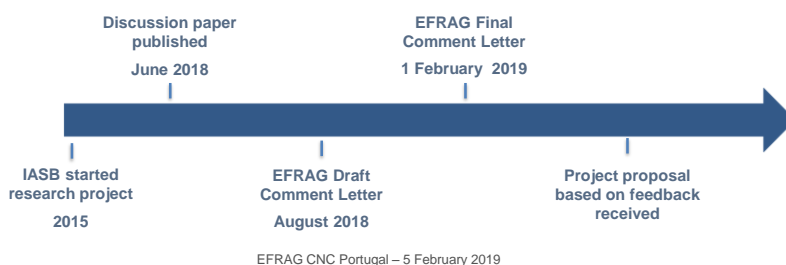 Discussion paper
published
June 2018
EFRAG Final
Comment Letter
1 February 2019
IASB started
research project
2015
EFRAG Draft
Comment Letter
August 2018
Project proposal
based on feedback
received
EFRAG CNC Portugal – 5 February 2019